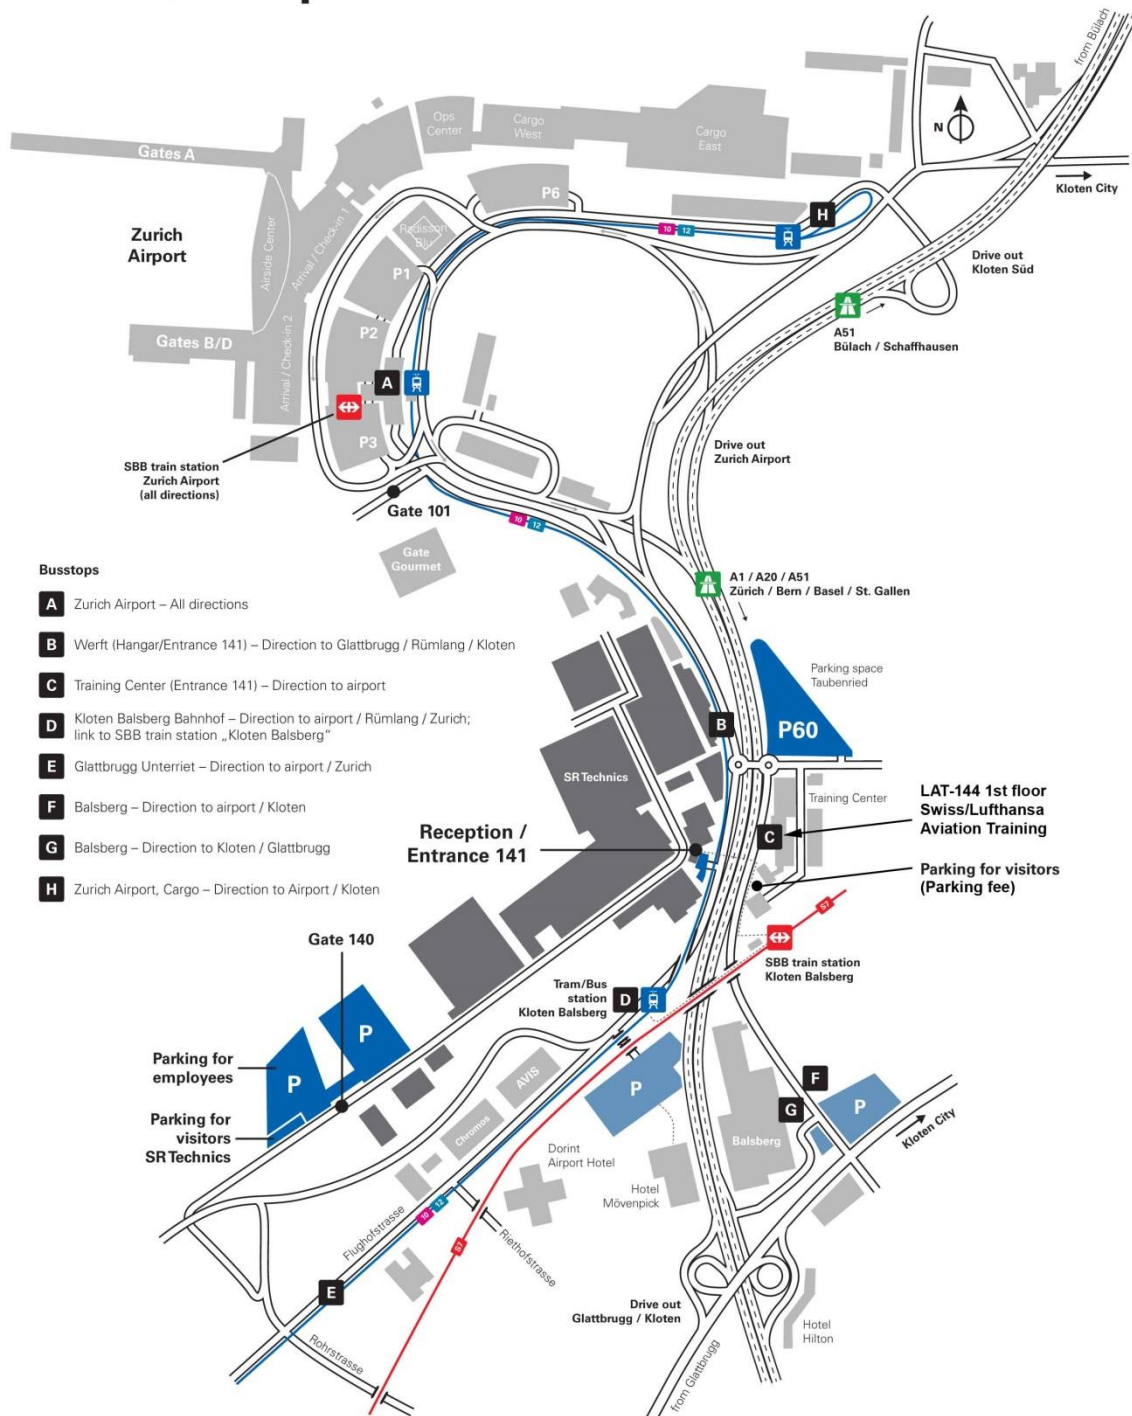 from Bülach
Ops
Center
Cargo
West
Cargo
East
N
Gates A
Kloten City
P6
H
Zurich
Airport
Airside Center
Arrival / Check-in 1
Radisson
Blu
10 12
Drive out
Kloten Süd
P1
A51
Bülach / Schaffhausen
P2
Gates B/D
Arrival / Check-in 2
A
P3
Drive out
Zurich Airport
SBB train station
Zurich Airport
(all directions)
Gate 101
10 12
Gate
Gourmet
A1 / A20 / A51
Zürich / Bern / Basel / St. Gallen
Busstops
A Zurich Airport – All directions
B Werft (Hangar/Entrance 141) – Direction to Glattbrugg / Rümlang / Kloten
C Training Center (Entrance 141) – Direction to airport
D Kloten Balsberg Bahnhof – Direction to airport / Rümlang / Zurich;
link to SBB train station „Kloten Balsberg"
E Glattbrugg Unterriet – Direction to airport / Zurich
F Balsberg – Direction to airport / Kloten
G Balsberg – Direction to Kloten / Glattbrugg
H Zurich Airport, Cargo – Direction to Airport / Kloten
Parking space
Taubenried
B
P60
SR Technics
Training Center
LAT-144 1st floor
Swiss/Lufthansa
Aviation Training
Reception /
Entrance 141
C
Parking for visitors
(Parking fee)
S7
Gate 140
SBB train station
Kloten Balsberg
Tram/Bus
station
Kloten Balsberg
D
P
Parking for
employees
P
AVIS
P
F
P
G
Parking for
visitors
SR Technics
Chromos
Balsberg
Kloten City
Dorint
Airport Hotel
Hotel
Mövenpick
10 12
Flughofstrasse
Riethofstrasse
S7
E
Drive out
Glattbrugg / Kloten
Hotel
Hilton
Rohrstrasse
from Glattbrugg